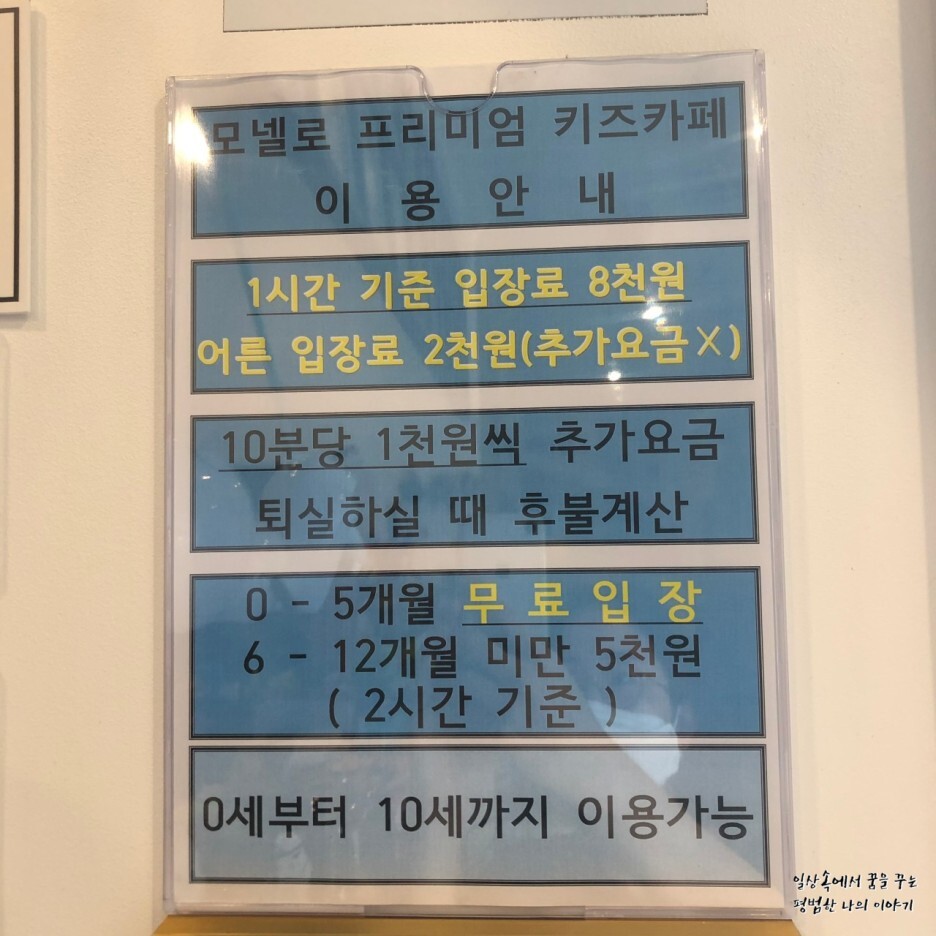 모넬로 프리미엄 키즈카페
이 용 안 내
1시간 기준 입장료 8천원
어른 입장료 2천원(추가요금X)
10분당 1천원씩 추가요금
퇴실하실 때 후불계산
0 - 5개월 무 료 입 장
6 - 12개월 미만 5천원
( 2시간 기준 )
0세부터 10세까지 이용가능
일상속에서 꿈을 꾸는
평범한 나의 이야기